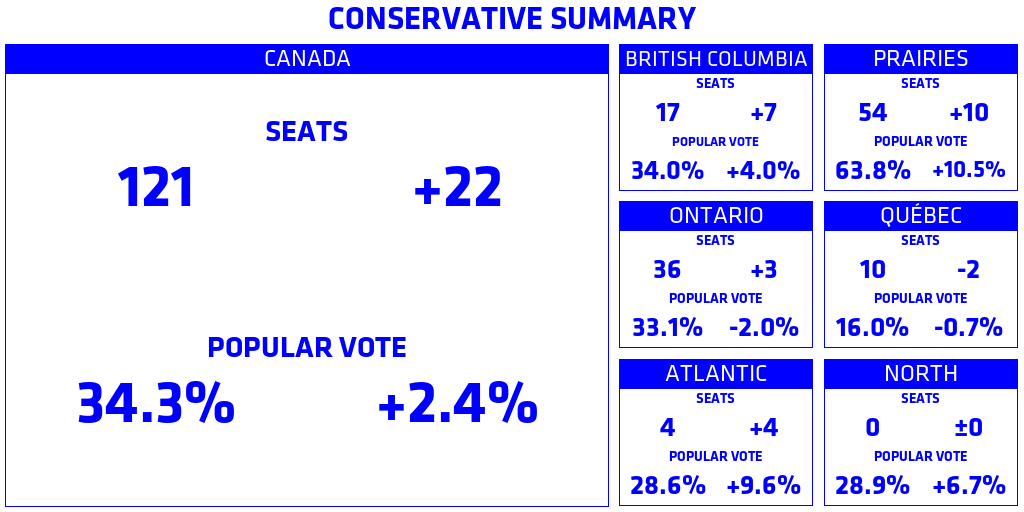 CONSERVATIVE SUMMARY
CANADA
SEATS
121 +22
POPULAR VOTE
34.3% +2.4%
BRITISH COLUMBIA
SEATS
17 +7
POPULAR VOTE
34.0% +4.0%
PRAIRIES
SEATS
54 +10
POPULAR VOTE
63.8% +10.5%
ONTARIO
SEATS
36 +3
POPULAR VOTE
33.1% -2.0%
QUÉBEC
SEATS
10 -2
POPULAR VOTE
16.0% -0.7%
ATLANTIC
SEATS
4 +4
POPULAR VOTE
28.6% +9.6%
NORTH
SEATS
0 ±0
POPULAR VOTE
28.9% +6.7%